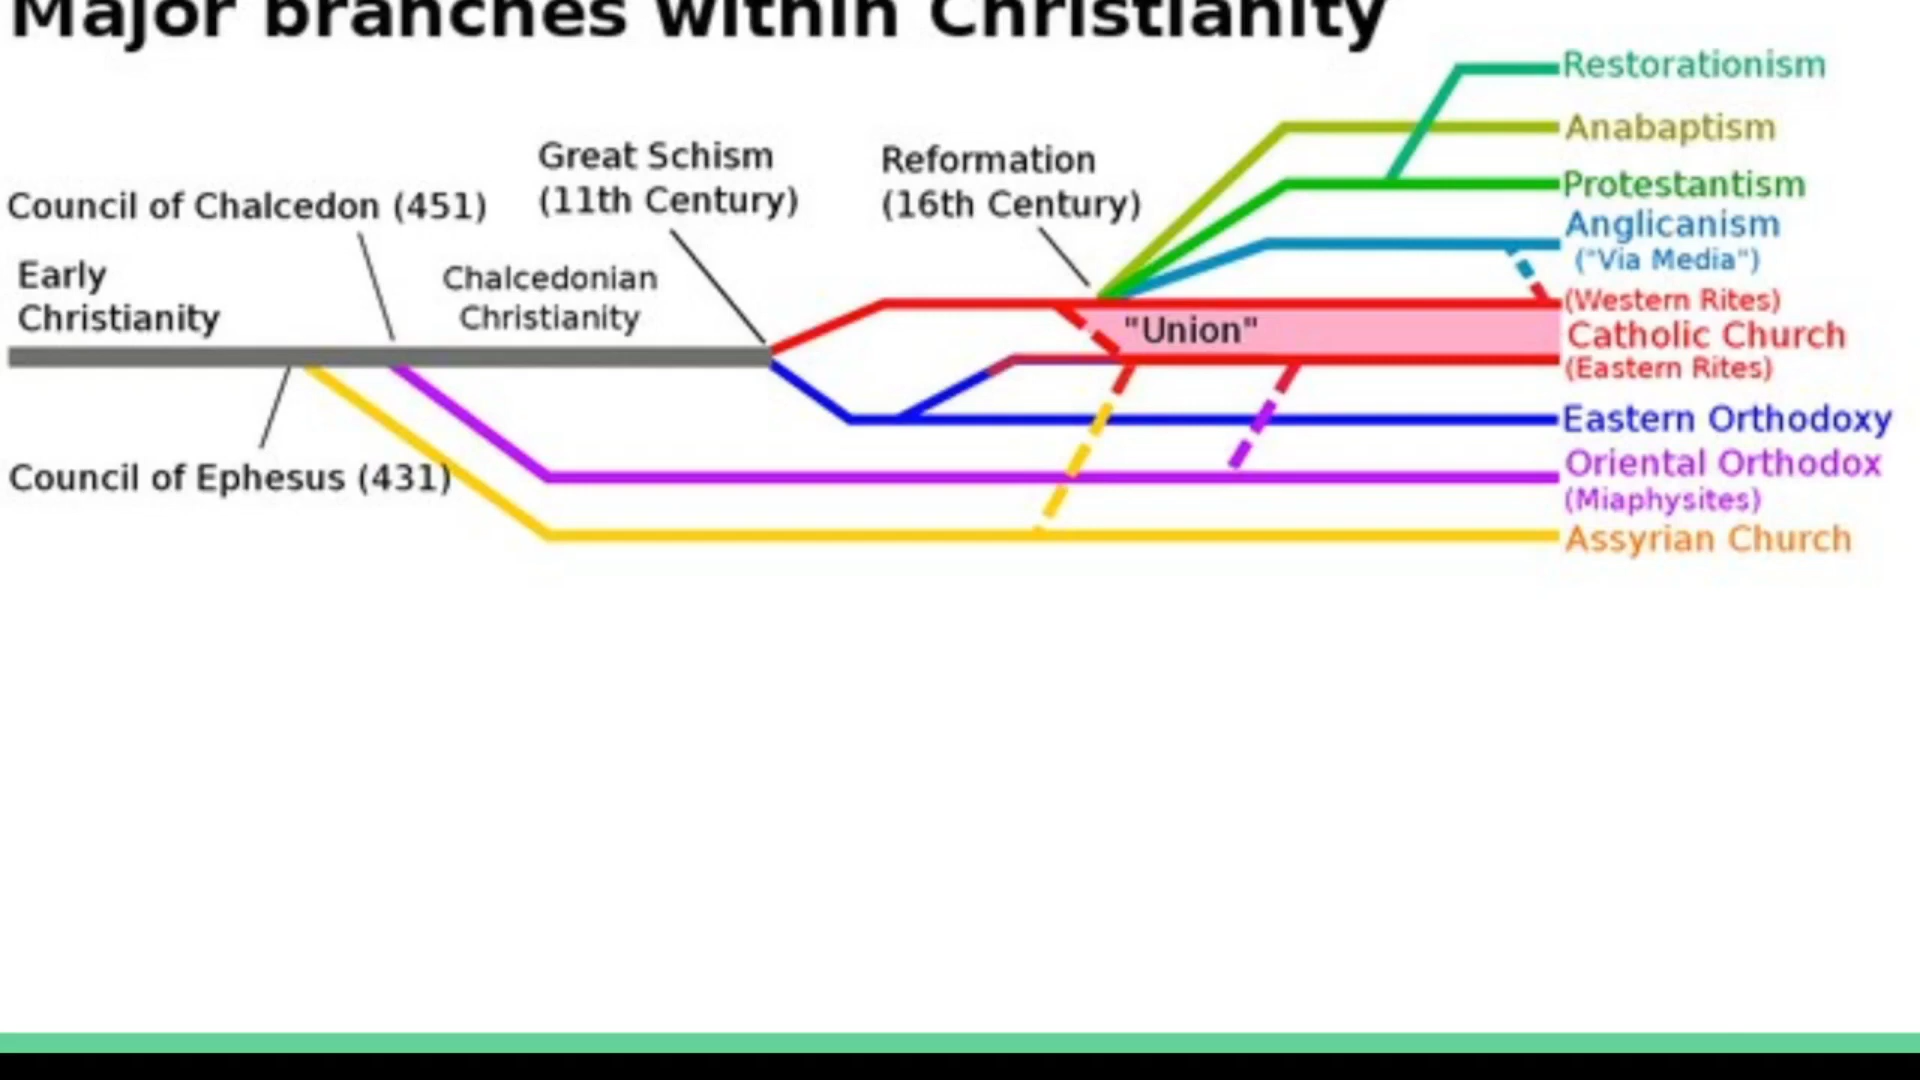 Major branches within Christianity
Restorationism
Anabaptism
Great Schism
(11th Century)
Reformation
(16th Century)
Protestantism
Council of Chalcedon (451)
Anglicanism
("Via Media")
Early
Christianity
Chalcedonian
Christianity
"Union"
(Western Rites)
Catholic Church
(Eastern Rites)
Eastern Orthodoxy
Council of Ephesus (431)
Oriental Orthodox
(Miaphysites)
Assyrian Church